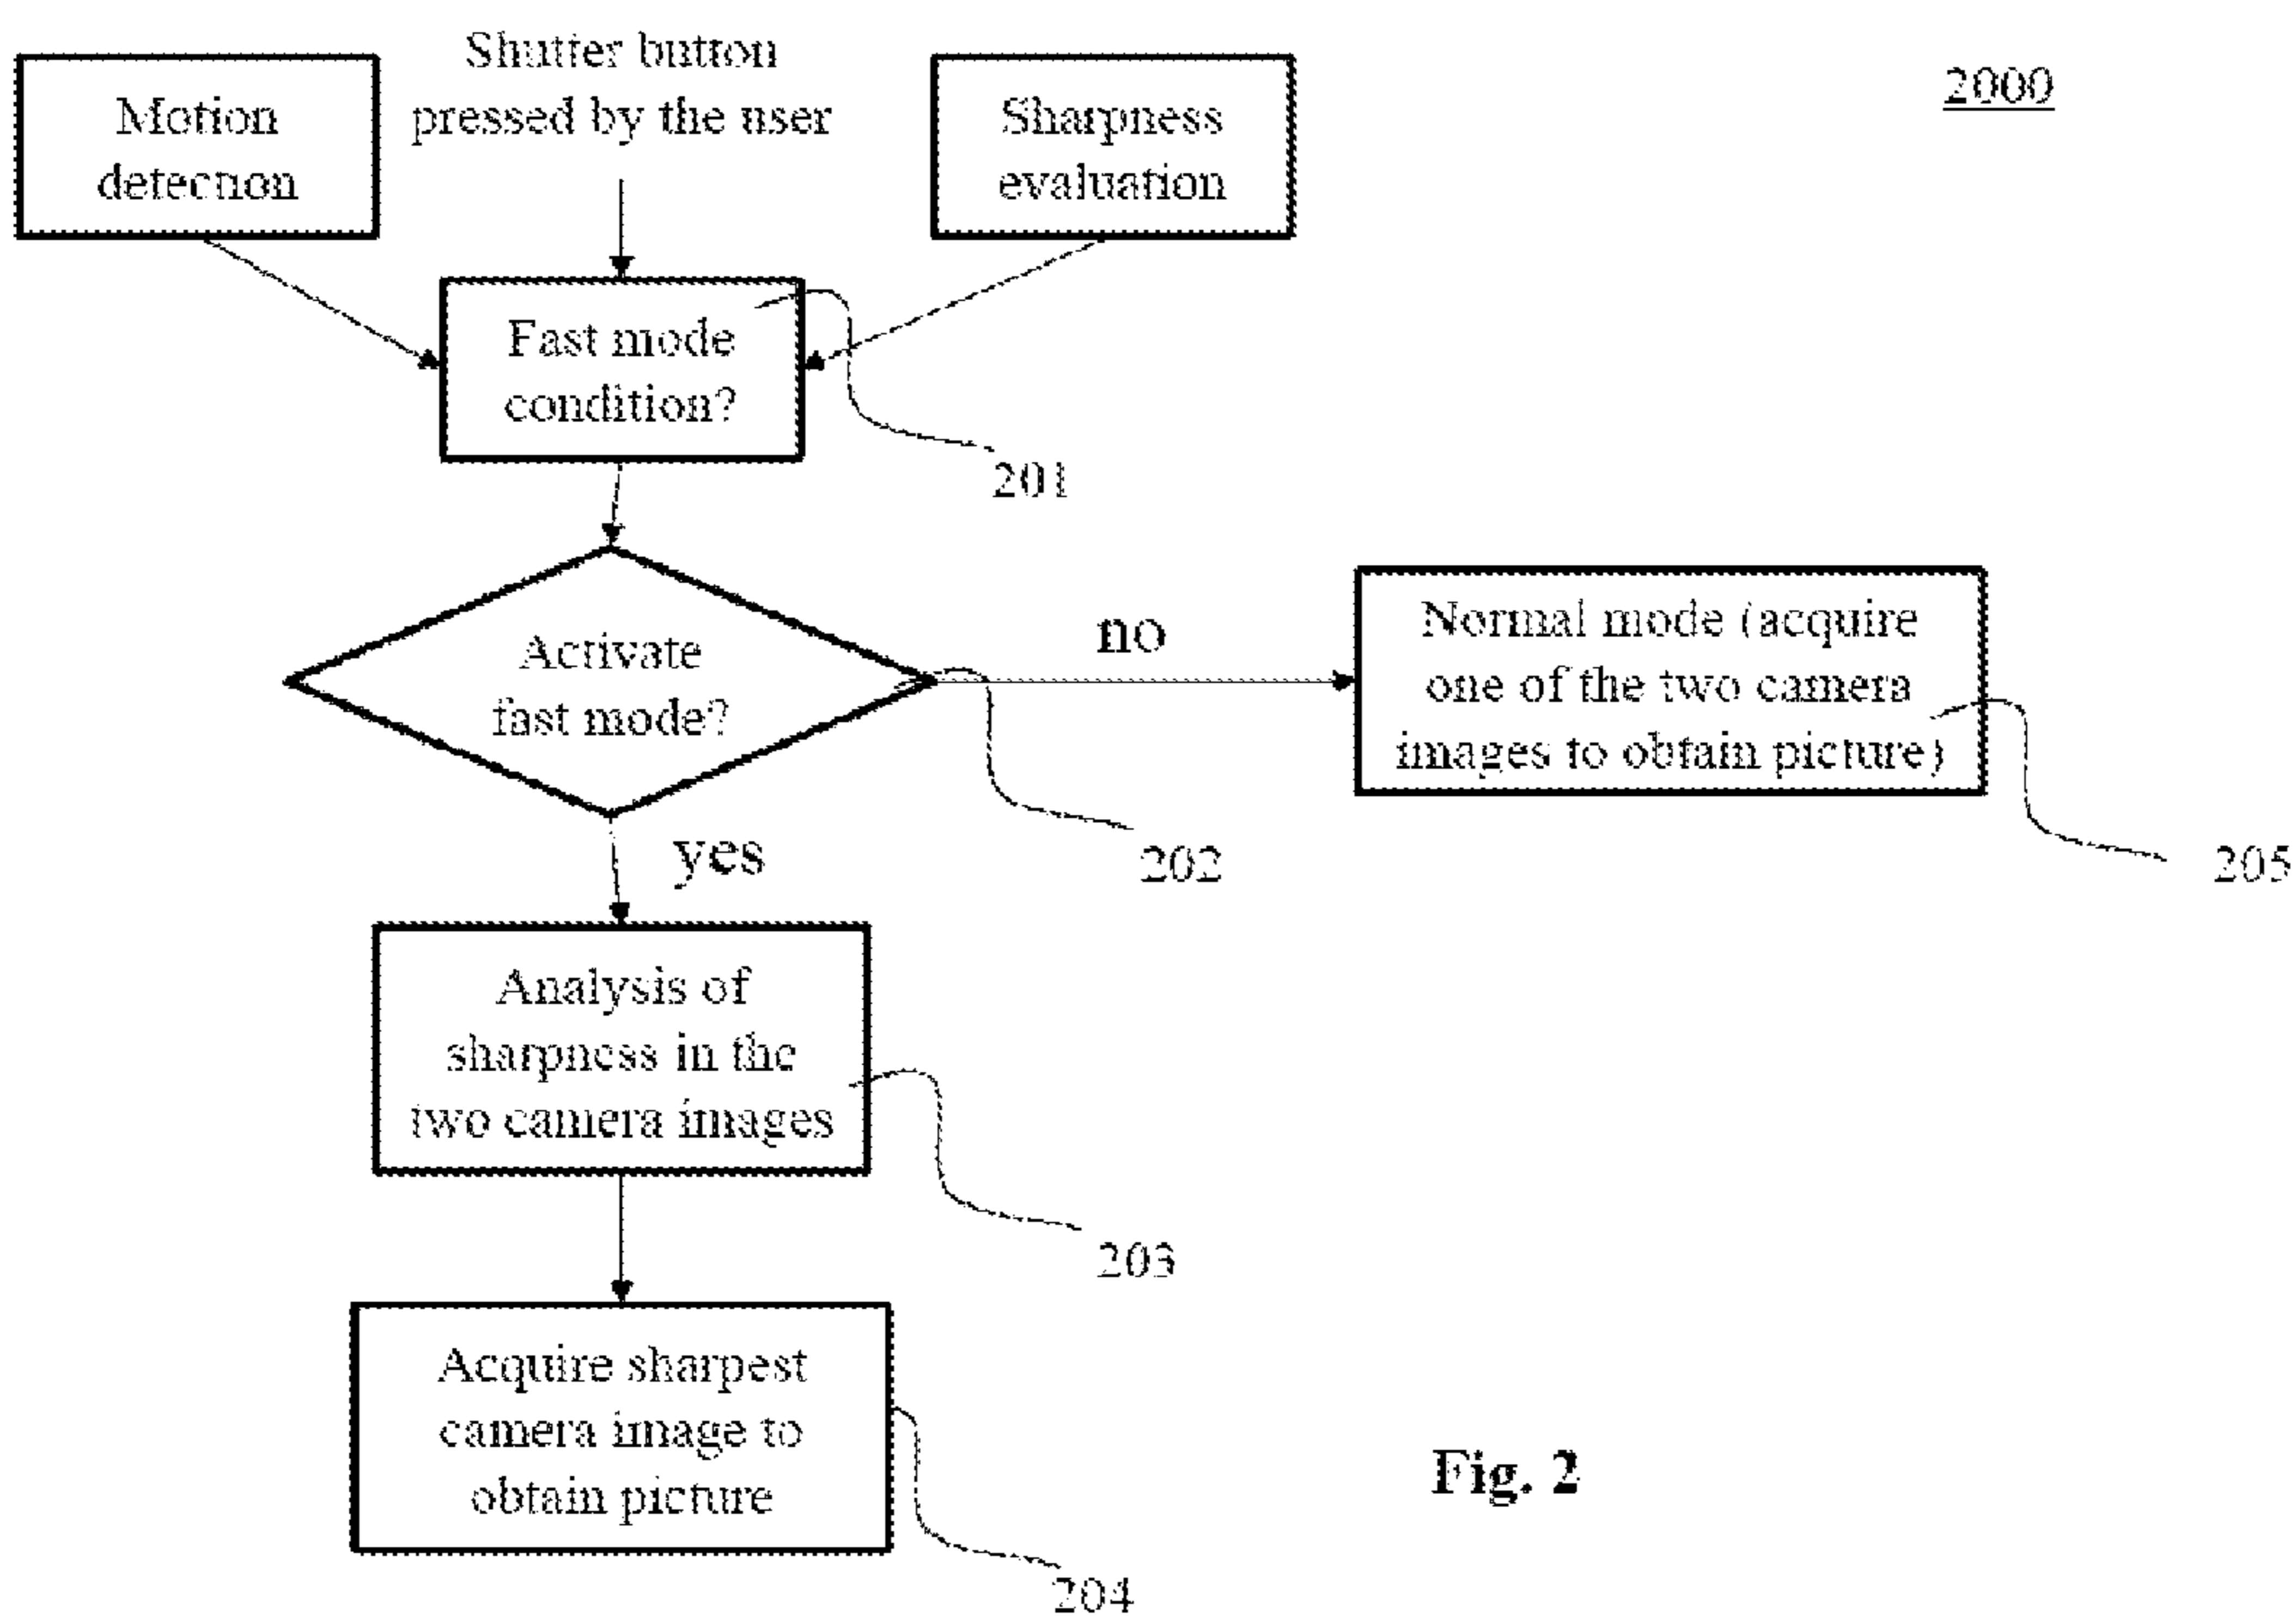 Motion
detection
Shutter button
pressed by the user
Sharpness
evaluation
2000
Fast mode
condition?
201
Activate
fast mode?
no
Normal mode (acquire
one of the two camera
images to obtain picture)
202
205
yes
Analysis of
sharpness in the
two camera images
203
Acquire sharpest
camera image to
obtain picture
204
Fig. 2